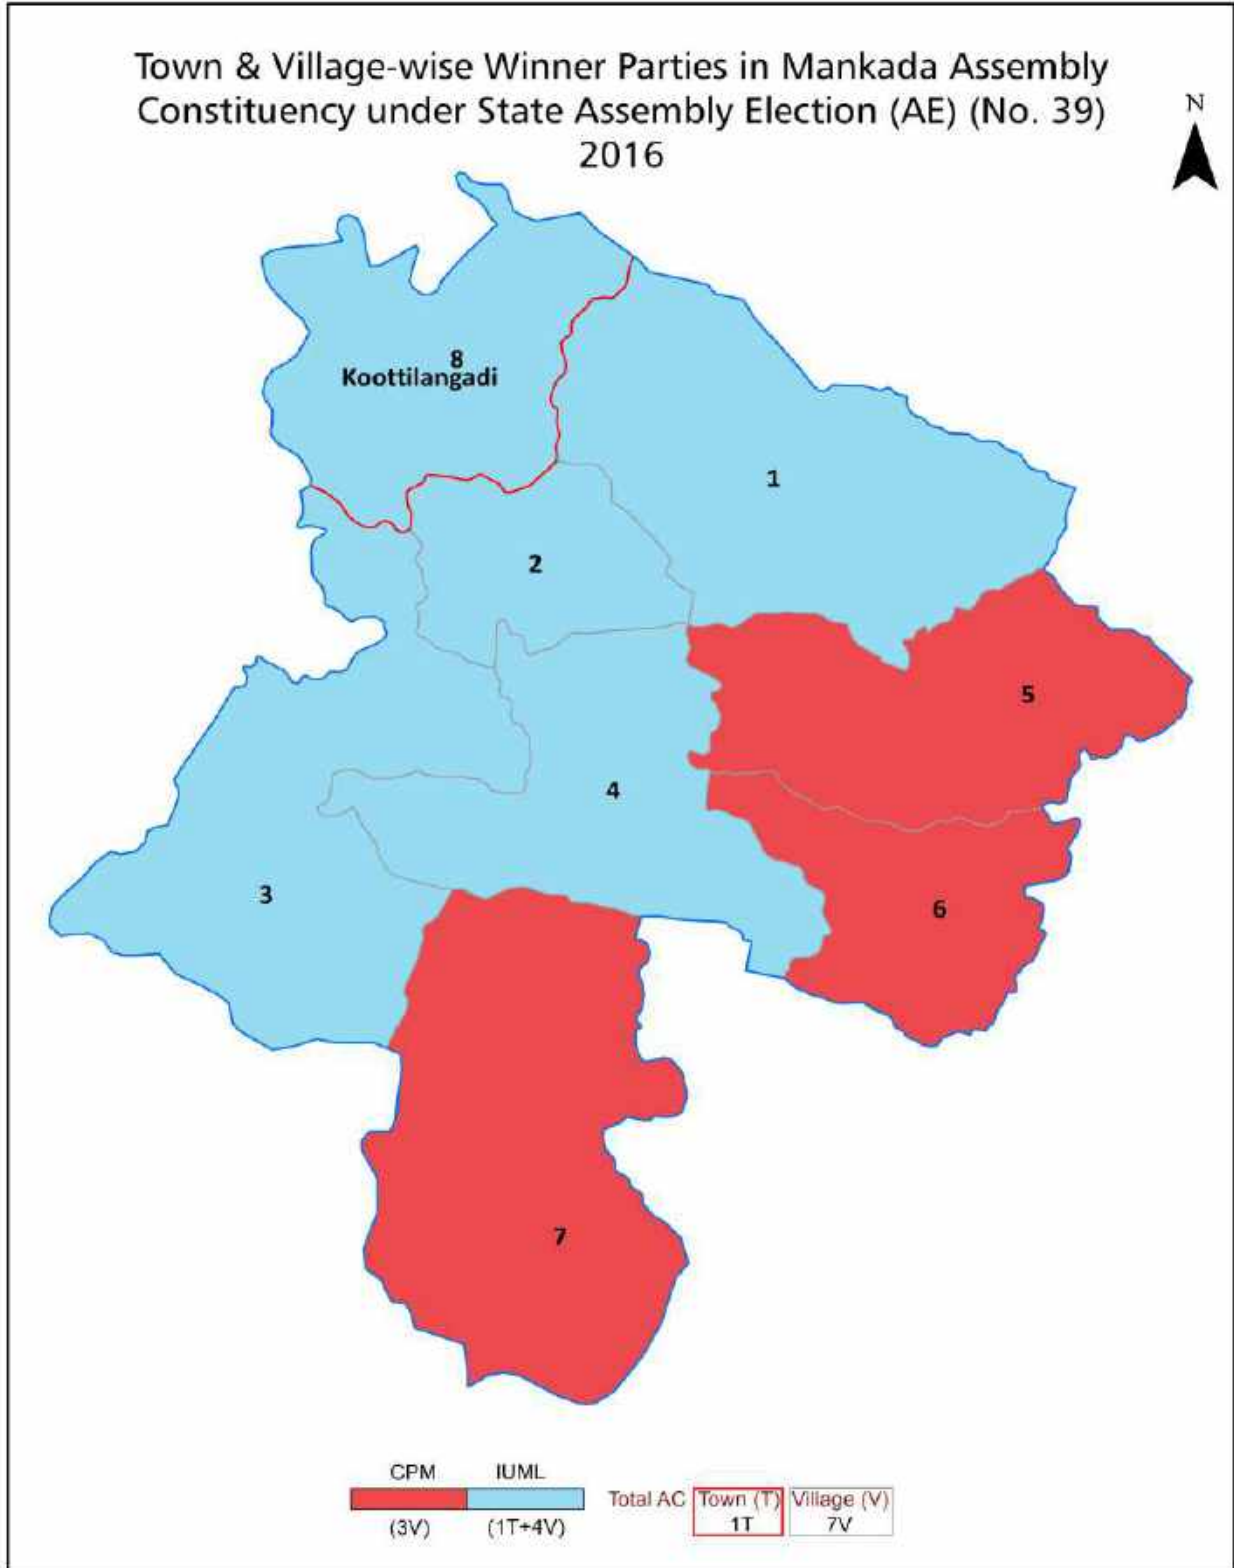 Town & Village-wise Winner Parties in Mankada Assembly
Constituency under State Assembly Election (AE) (No. 39)
2016
N
8
Koottilangadi
1
2
5
4
3
6
7
CPM IUML
Total AC Town (T) Village (V)
(3V) (1T+4V) 1T 7V